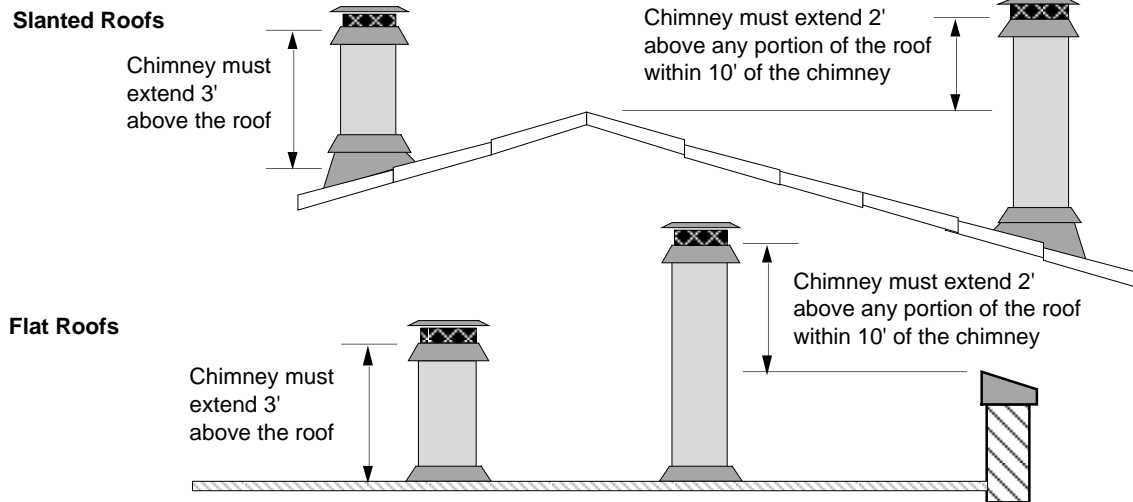 Slanted Roofs
Chimney must
extend 3'
above the roof
Chimney must extend 2'
above any portion of the roof
within 10' of the chimney
Flat Roofs
Chimney must
extend 3'
above the roof
Chimney must extend 2'
above any portion of the roof
within 10' of the chimney